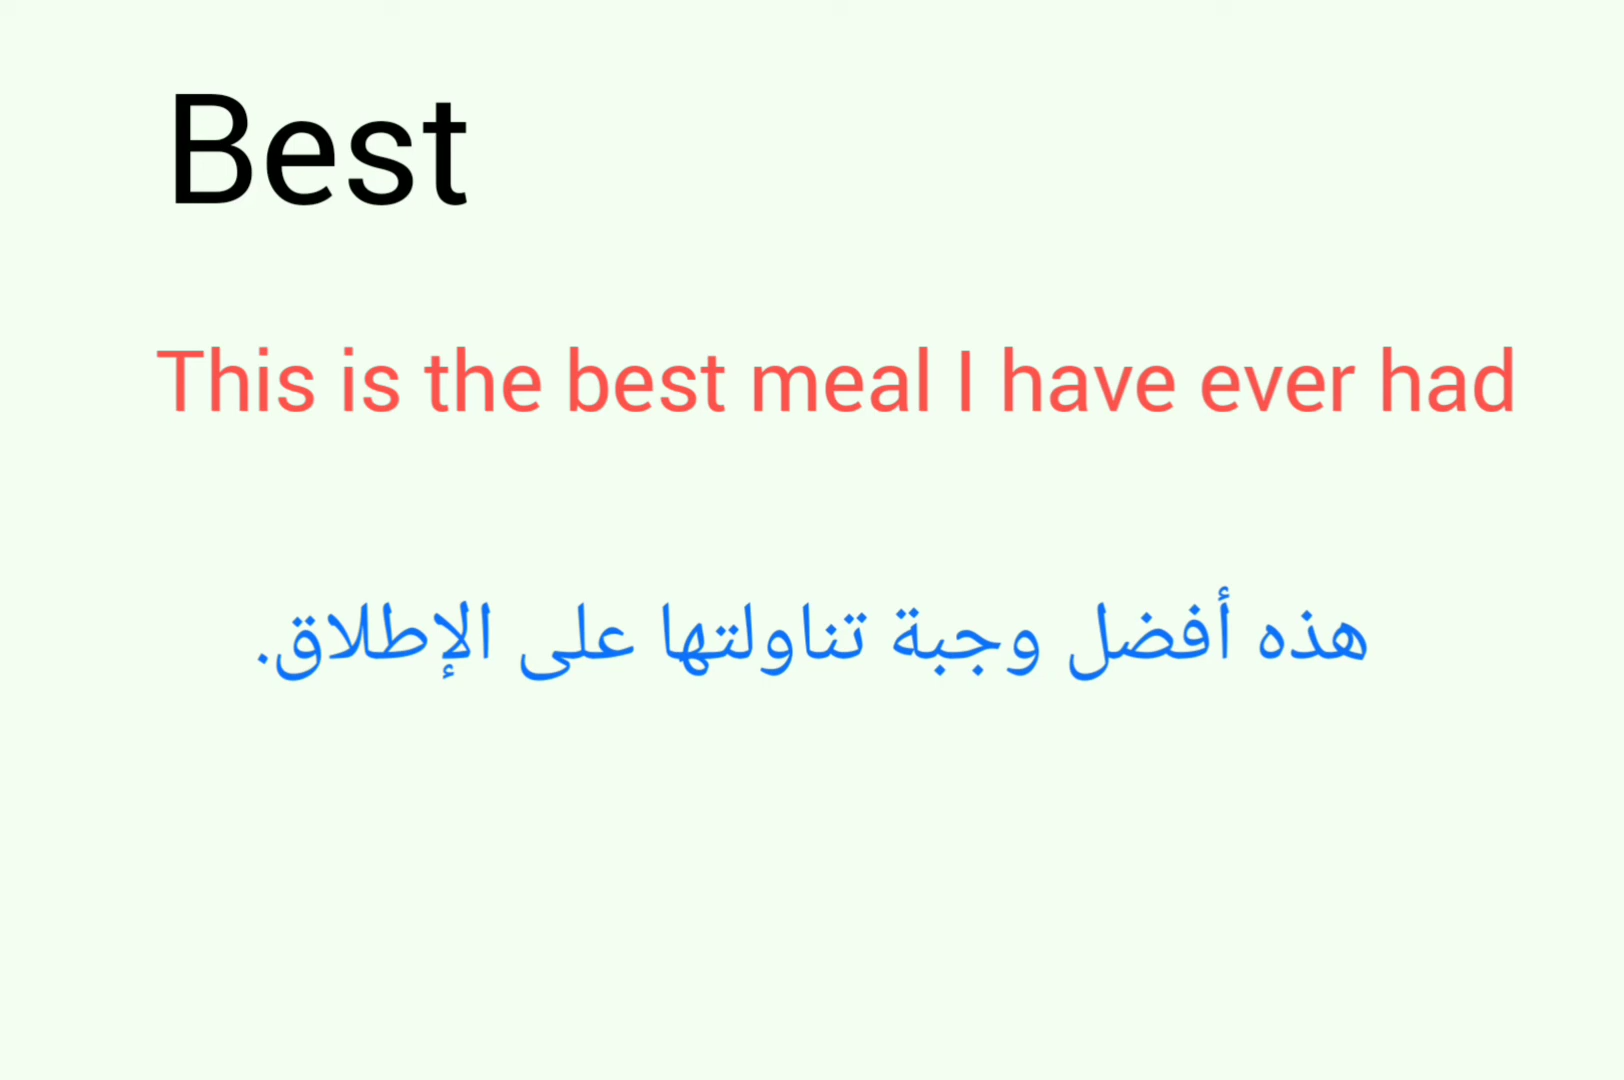 Best
This is the best meal I have ever had
هذه أفضل وجبة تناولتها على الإطلاق.